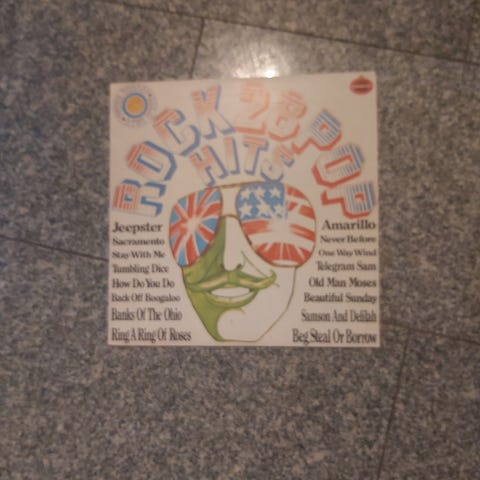 ROCK 28 POP
HITS
Jeepster
Sacramento
Stay With Me
Tumbling Dice
How Do You Do
Back Off Boogaloo
Banks Of The Ohio
Ring A Ring Of Roses
Amarillo
Never Before
One Way Wind
Telegram Sam
Old Man Moses
Beautiful Sunday
Samson And Delilah
Beg Steal Or Borrow